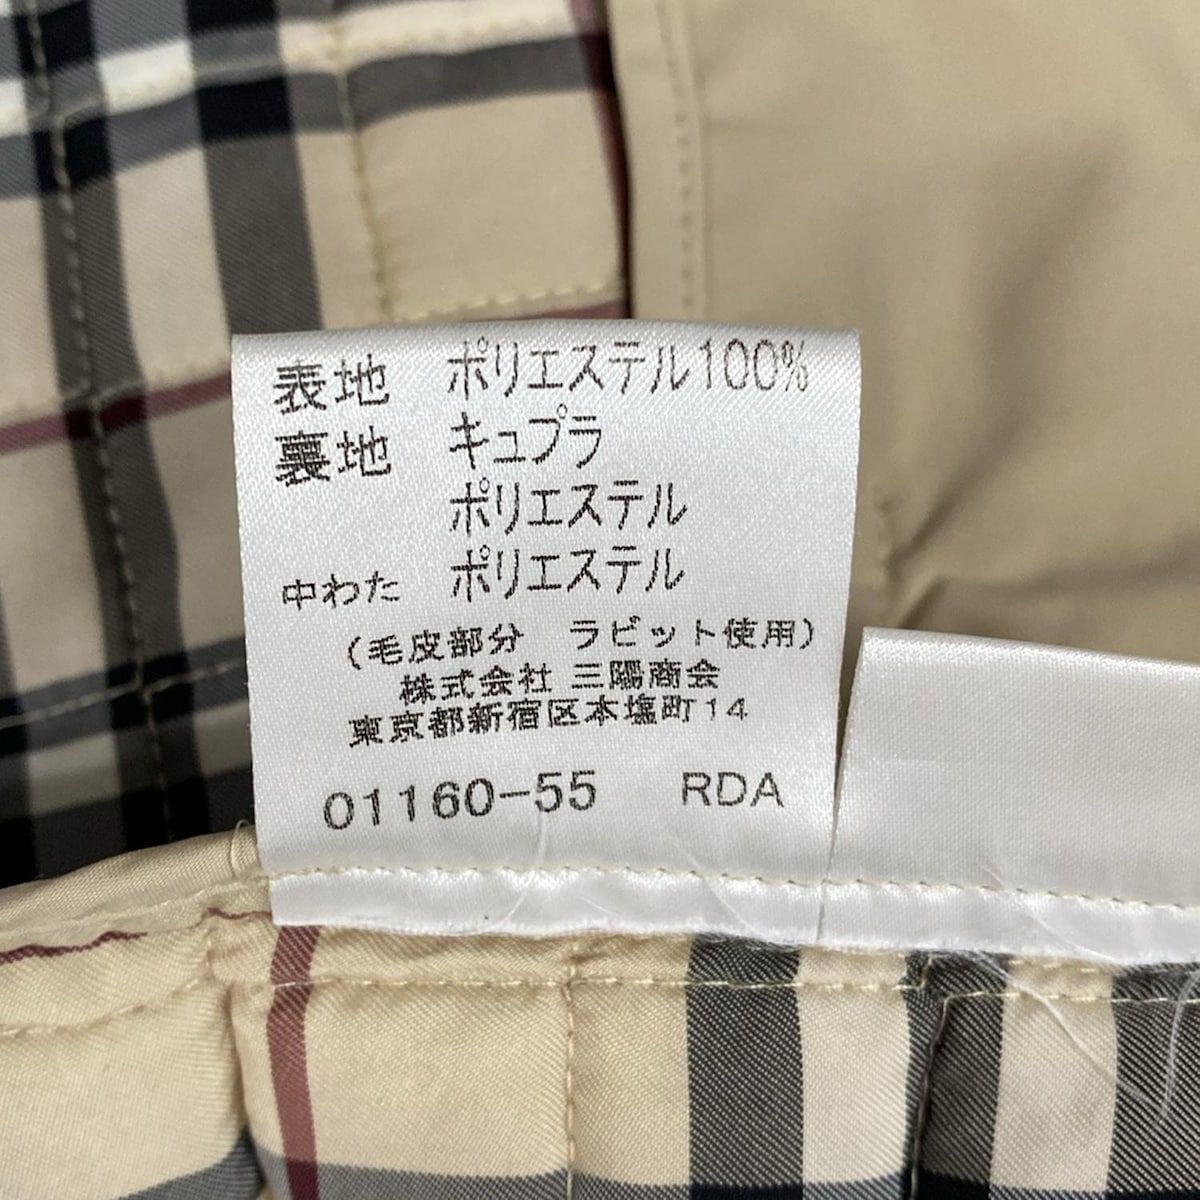 表地 ポリエステル100%
裏地 キュプラ
ポリエステル
中わた ポリエステル
(毛皮部分 ラビット使用)
株式会社 三陽商会
東京都新宿区本塩町14
01160-55 RDA